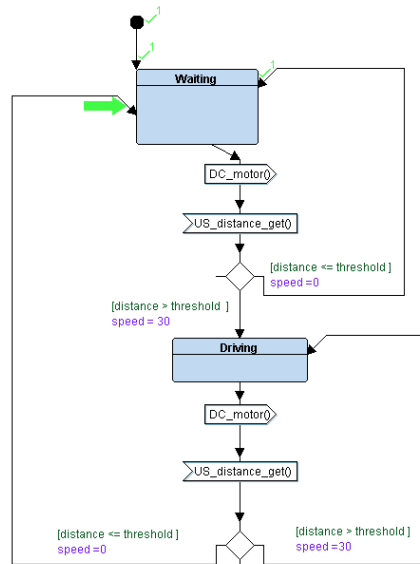 1
1
1
Waiting
DC_motor()
US_distance_get()
[distance <= threshold ]
speed =0
[distance > threshold ]
speed = 30
Driving
DC_motor()
US_distance_get()
[distance <= threshold ]
speed =0
[distance > threshold ]
speed =30